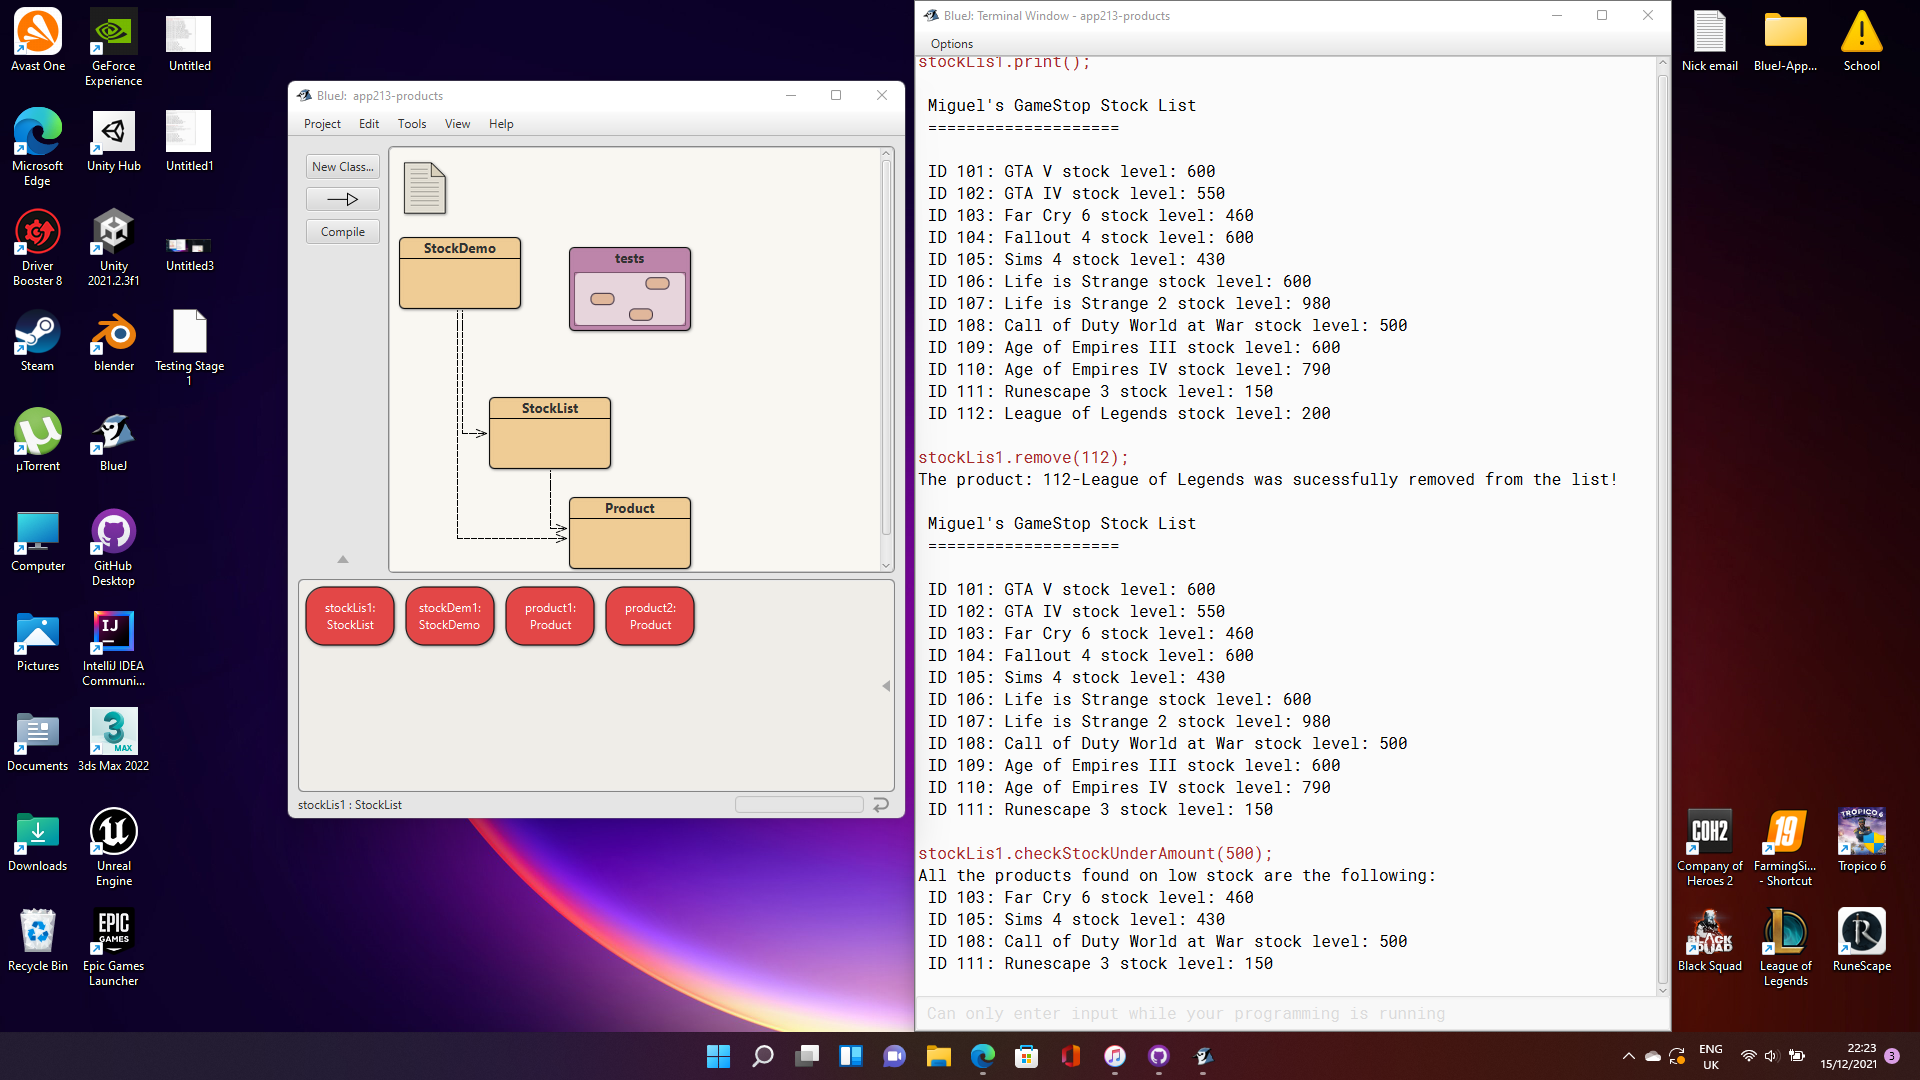 Avast One
GeForce Experience
Untitled
Microsoft Edge
Unity Hub
Untitled1
Driver Booster 8
Unity 2021.2.3f1
Untitled3
Steam
blender
Testing Stage 1
µTorrent
BlueJ
Computer
GitHub Desktop
Pictures
IntelliJ IDEA Communi...
Documents
3ds Max 2022
Downloads
Unreal Engine
Recycle Bin
Epic Games Launcher
BlueJ: app213-products
Project Edit Tools View Help
New Class...
Compile
StockDemo
tests
StockList
Product
stockLis1: StockList
stockDem1: StockDemo
product1: Product
product2: Product
stockLis1 : StockList
BlueJ: Terminal Window - app213-products
Options
stockLis1.print();
Miguel's GameStop Stock List
====================
ID 101: GTA V stock level: 600
ID 102: GTA IV stock level: 550
ID 103: Far Cry 6 stock level: 460
ID 104: Fallout 4 stock level: 600
ID 105: Sims 4 stock level: 430
ID 106: Life is Strange stock level: 600
ID 107: Life is Strange 2 stock level: 980
ID 108: Call of Duty World at War stock level: 500
ID 109: Age of Empires III stock level: 600
ID 110: Age of Empires IV stock level: 790
ID 111: Runescape 3 stock level: 150
ID 112: League of Legends stock level: 200
stockLis1.remove(112);
The product: 112-League of Legends was sucessfully removed from the list!
Miguel's GameStop Stock List
====================
ID 101: GTA V stock level: 600
ID 102: GTA IV stock level: 550
ID 103: Far Cry 6 stock level: 460
ID 104: Fallout 4 stock level: 600
ID 105: Sims 4 stock level: 430
ID 106: Life is Strange stock level: 600
ID 107: Life is Strange 2 stock level: 980
ID 108: Call of Duty World at War stock level: 500
ID 109: Age of Empires III stock level: 600
ID 110: Age of Empires IV stock level: 790
ID 111: Runescape 3 stock level: 150
stockLis1.checkStockUnderAmount(500);
All the products found on low stock are the following:
ID 103: Far Cry 6 stock level: 460
ID 105: Sims 4 stock level: 430
ID 108: Call of Duty World at War stock level: 500
ID 111: Runescape 3 stock level: 150
Can only enter input while your programming is running
Nick email
BlueJ-App...
School
COH2
19
TROPICO 6
Company of Heroes 2
FarmingSi... - Shortcut
Tropico 6
BLACK SQUAD
Black Squad
League of Legends
RuneScape
EPIC GAMES
IJ
3 MAX
ENG
UK
22:23
15/12/2021
3